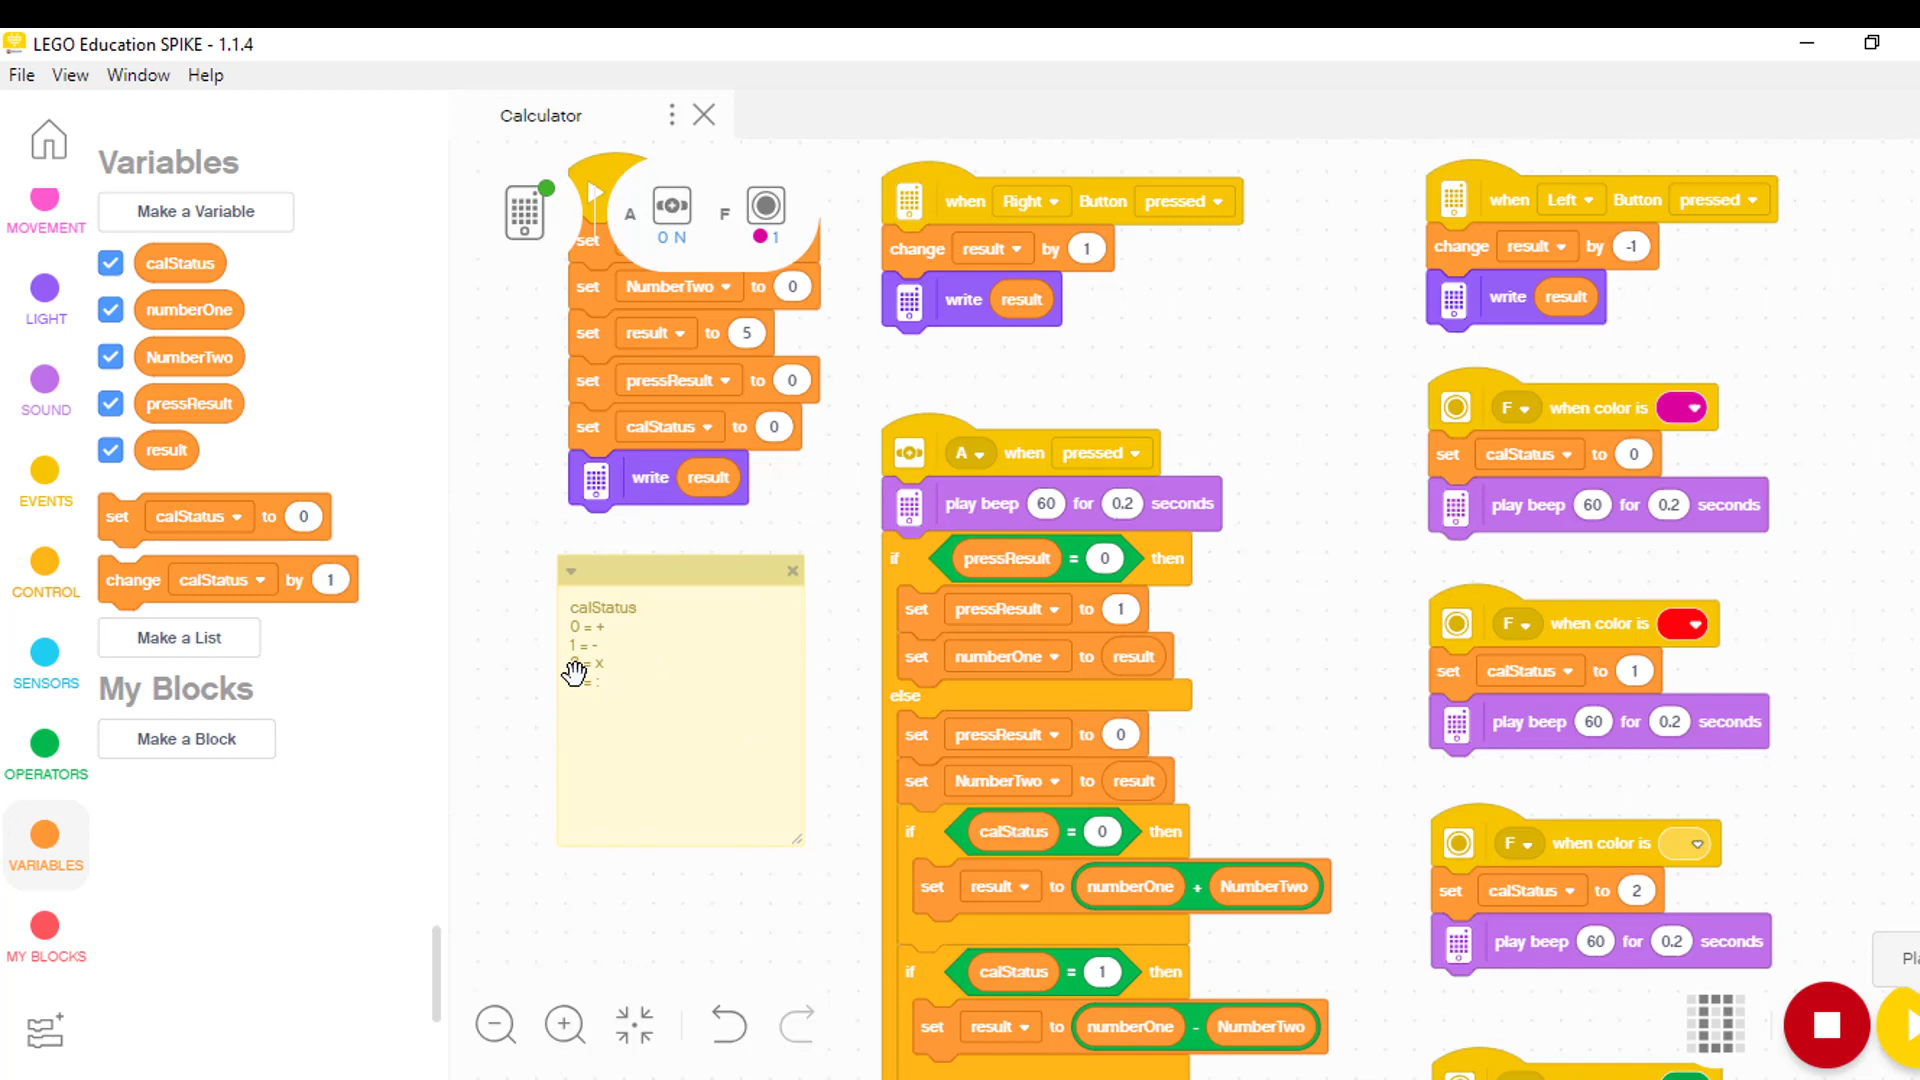 LEGO Education SPIKE - 1.1.4
File View Window Help
Calculator
MOVEMENT
LIGHT
SOUND
EVENTS
CONTROL
SENSORS
OPERATORS
VARIABLES
MY BLOCKS
Variables
Make a Variable
calStatus
numberOne
NumberTwo
pressResult
result
set calStatus to 0
change calStatus by 1
Make a List
My Blocks
Make a Block
A F
0 N 1
set
set NumberTwo to 0
set result to 5
set pressResult to 0
set calStatus to 0
write result
calStatus
0 = +
1 = -
= x
= :
when Right Button pressed
change result by 1
write result
A when pressed
play beep 60 for 0.2 seconds
if pressResult = 0 then
set pressResult to 1
set numberOne to result
else
set pressResult to 0
set NumberTwo to result
if calStatus = 0 then
set result to numberOne + NumberTwo
if calStatus = 1 then
set result to numberOne - NumberTwo
when Left Button pressed
change result by -1
write result
F when color is
set calStatus to 0
play beep 60 for 0.2 seconds
F when color is
set calStatus to 1
play beep 60 for 0.2 seconds
F when color is
set calStatus to 2
play beep 60 for 0.2 seconds